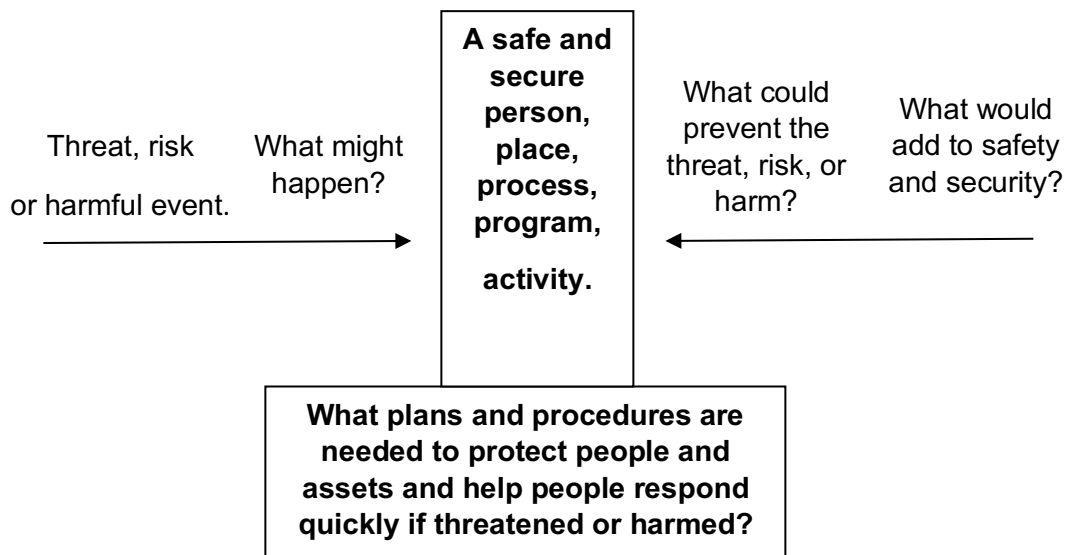 Threat, risk
or harmful event.
What might
happen?
A safe and
secure
person,
place,
process,
program,
activity.
What could
prevent the
threat, risk, or
harm?
What would
add to safety
and security?
What plans and procedures are
needed to protect people and
assets and help people respond
quickly if threatened or harmed?